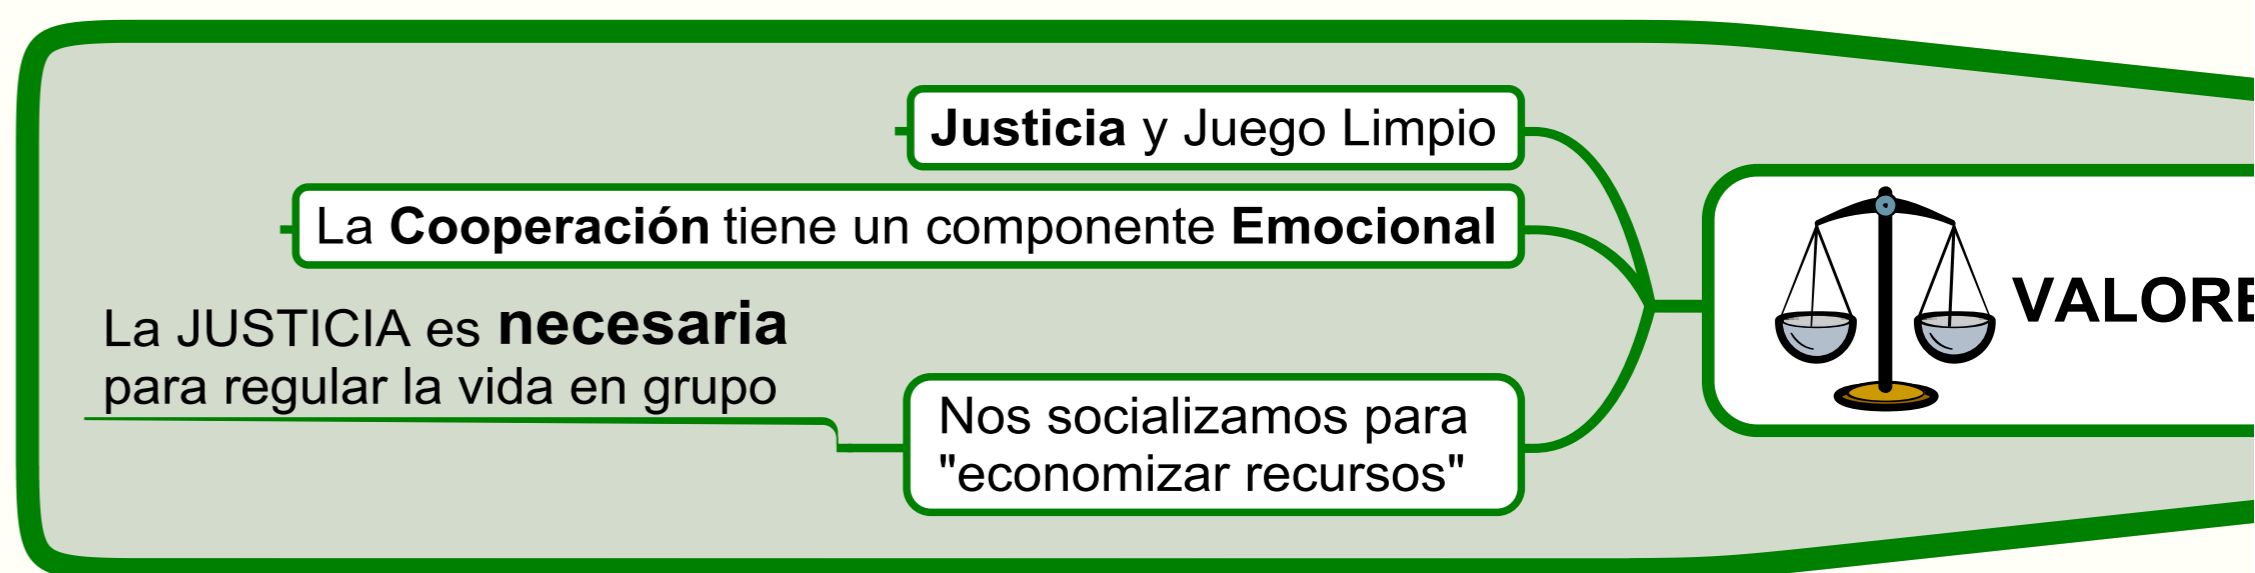 Justicia y Juego Limpio
La Cooperación tiene un componente Emocional
La JUSTICIA es necesaria
para regular la vida en grupo
Nos socializamos para
"economizar recursos"
VALORE